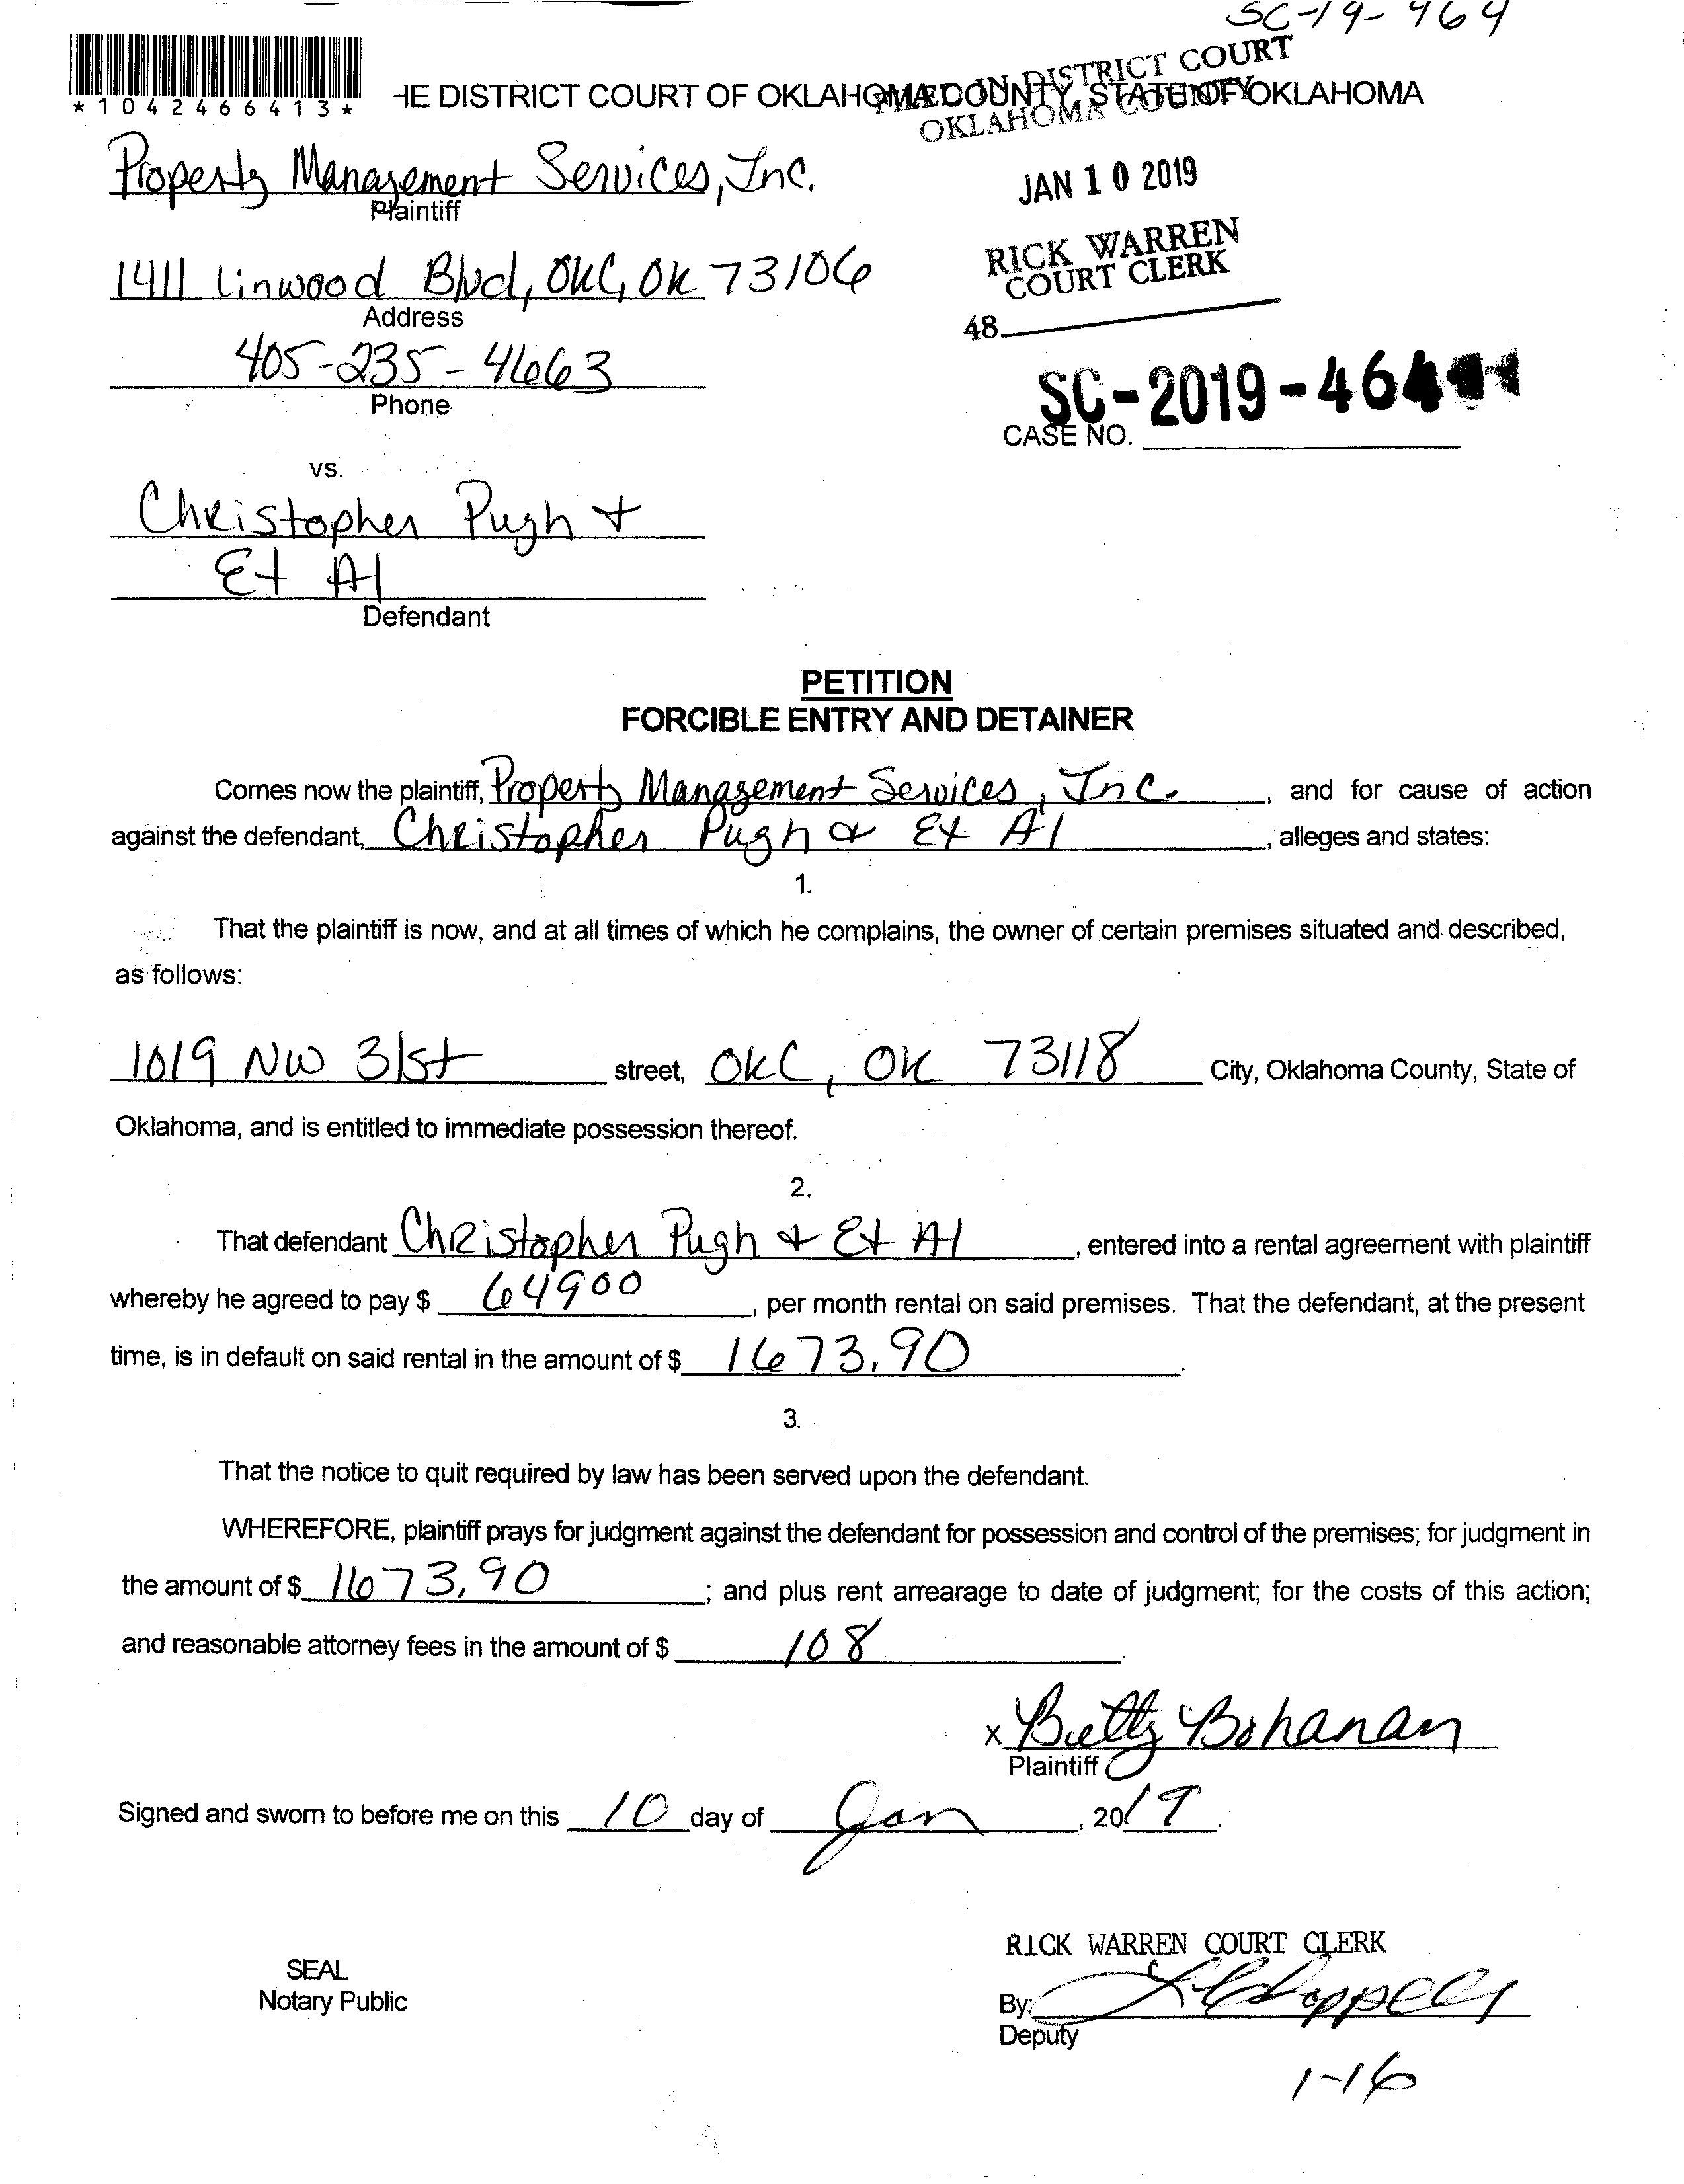 SC-19-464
*1042466413*
HE DISTRICT COURT OF OKLAHOMA COUNTY, STATE OF OKLAHOMA
FILED IN DISTRICT COURT
OKLAHOMA COUNTY
Property Management Services, Inc.
Plaintiff
JAN 10 2019
RICK WARREN
COURT CLERK
1411 Linwood Blvd, OKC, OK 73106
Address
48
405-235-4663
Phone
SC-2019-464
CASE NO.
vs.
Christopher Pugh +
Et Al
Defendant
PETITION
FORCIBLE ENTRY AND DETAINER
Comes now the plaintiff, Property Management Services, Inc. , and for cause of action
against the defendant, Christopher Pugh & Et Al , alleges and states:
1.
That the plaintiff is now, and at all times of which he complains, the owner of certain premises situated and described,
as follows:
1019 NW 31st street, OKC, OK 73118 City, Oklahoma County, State of
Oklahoma, and is entitled to immediate possession thereof.
2.
That defendant Christopher Pugh + Et Al , entered into a rental agreement with plaintiff
whereby he agreed to pay $ 64900 , per month rental on said premises. That the defendant, at the present
time, is in default on said rental in the amount of $ 1673.90 .
3.
That the notice to quit required by law has been served upon the defendant.
WHEREFORE, plaintiff prays for judgment against the defendant for possession and control of the premises; for judgment in
the amount of $ 1673.90 ; and plus rent arrearage to date of judgment; for the costs of this action;
and reasonable attorney fees in the amount of $ 108 .
x Betty Bohanan
Plaintiff
Signed and sworn to before me on this 10 day of Jan , 2019.
RICK WARREN COURT CLERK
SEAL
Notary Public
By:
Deputy
1-16